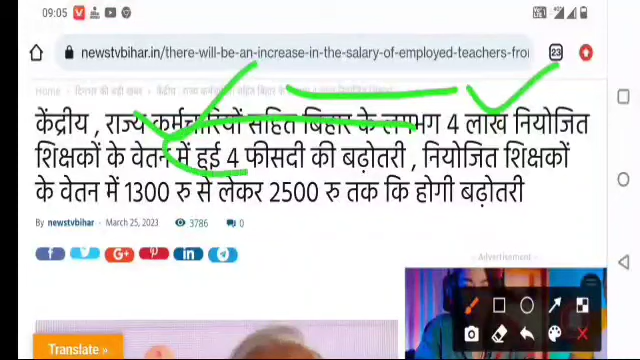 09:05
newstvbihar.in/there-will-be-an-increase-in-the-salary-of-employed-teachers-fro
23
Home
केंद्रीय , राज्य कर्मचारियों सहित बिहार के लगभग 4 लाख नियोजित
शिक्षकों के वेतन में हुई 4 फीसदी की बढ़ोतरी , नियोजित शिक्षकों
के वेतन में 1300 रु से लेकर 2500 रु तक कि होगी बढ़ोतरी
By newstvbihar - March 25, 2023 3786 0
- Advertisement -
Translate »